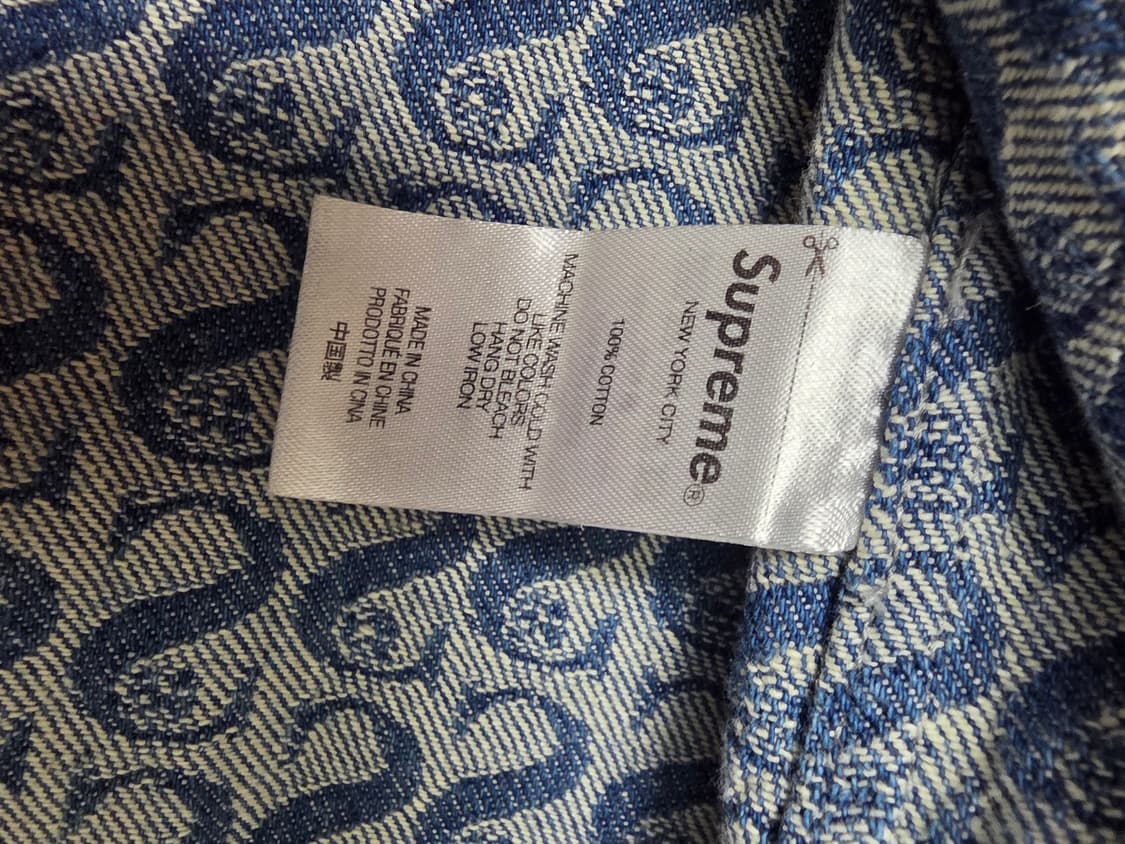 Supreme®
NEW YORK CITY
100% COTTON
MACHINE WASH COLD WITH
LIKE COLORS
DO NOT BLEACH
HANG DRY
LOW IRON
MADE IN CHINA
FABRIQUÉ EN CHINE
PRODOTTO IN CINA
中国製